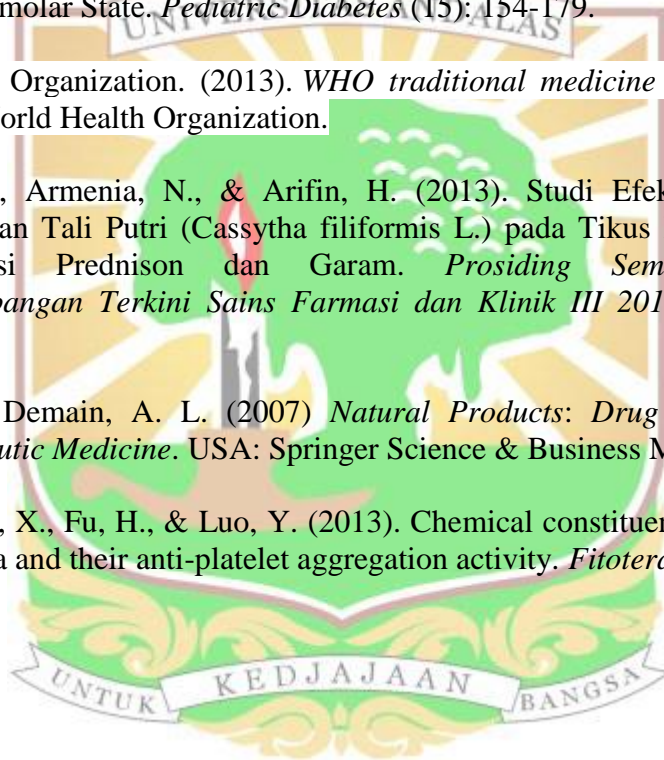 molar State. Pediatric Diabetes (15): 154-179.
UNIVERSITAS ANDALAS
Organization. (2013). WHO traditional medicine
orld Health Organization.
, Armenia, N., & Arifin, H. (2013). Studi Efek
an Tali Putri (Cassytha filiformis L.) pada Tikus
si Prednison dan Garam. Prosiding Sem
bangan Terkini Sains Farmasi dan Klinik III 201
Demain, A. L. (2007) Natural Products: Drug
utic Medicine. USA: Springer Science & Business M
, X., Fu, H., & Luo, Y. (2013). Chemical constituen
a and their anti-platelet aggregation activity. Fitotera
UNTUK KEDJAJAAN BANGSA